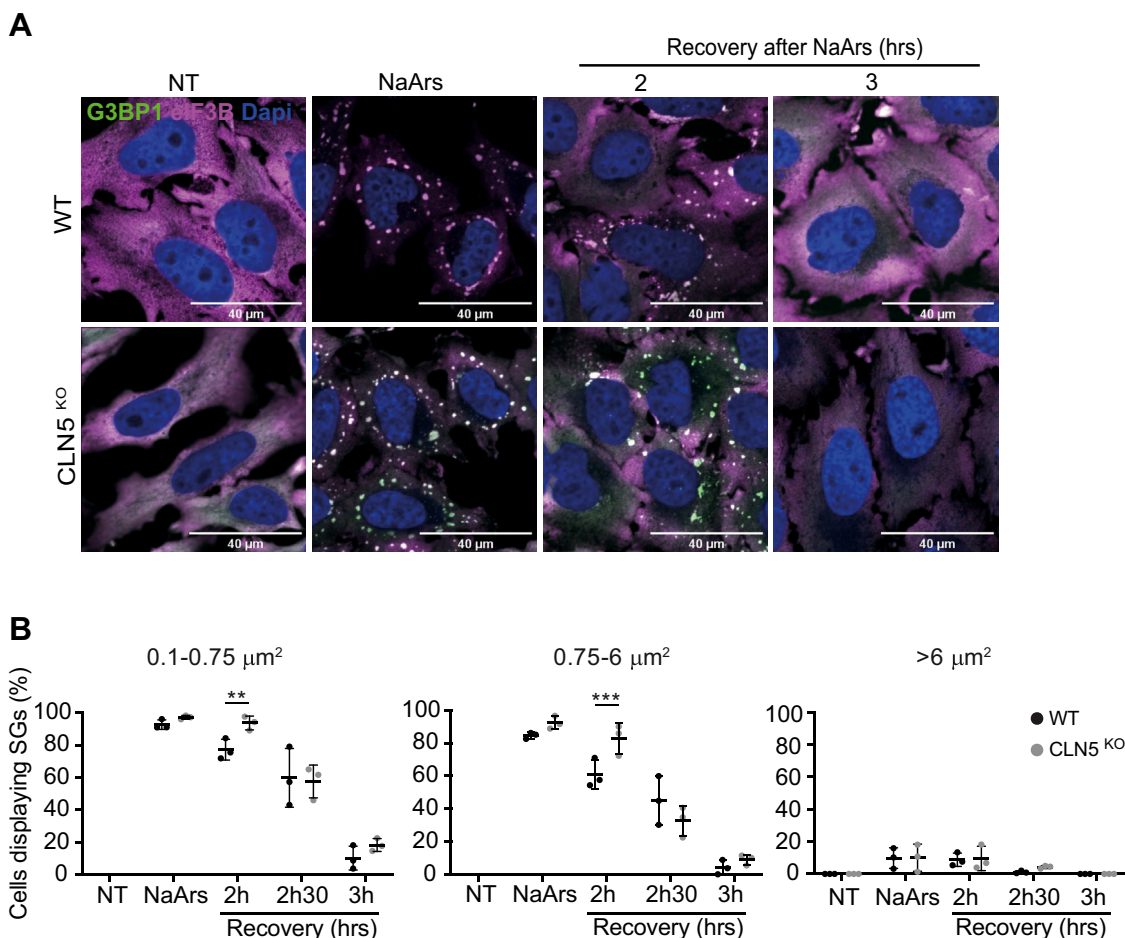 A
Recovery after NaArs (hrs)
NT
NaArs
2
3
G3BP1 eIF3B Dapi
WT
40 µm
40 µm
40 µm
40 µm
CLN5 KO
40 µm
40 µm
40 µm
40 µm
B
0.1-0.75 µm²
0.75-6 µm²
>6 µm²
Cells displaying SGs (%)
100
80
60
40
20
0
**
NT NaArs 2h 2h30 3h
Recovery (hrs)
100
80
60
40
20
0
***
NT NaArs 2h 2h30 3h
Recovery (hrs)
100
80
60
40
20
0
WT
CLN5 KO
NT NaArs 2h 2h30 3h
Recovery (hrs)